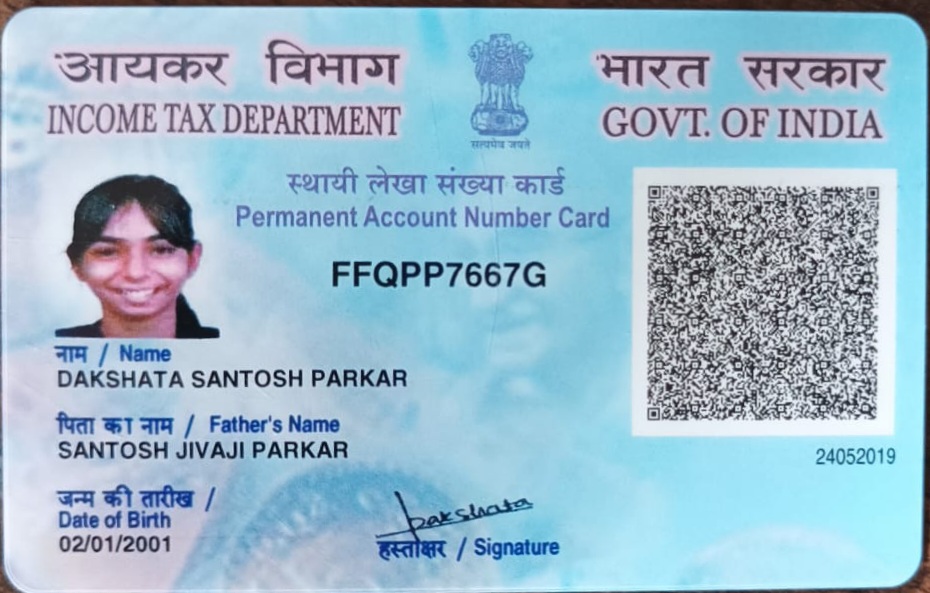 आयकर विभाग
INCOME TAX DEPARTMENT
सत्यमेव जयते
भारत सरकार
GOVT. OF INDIA
स्थायी लेखा संख्या कार्ड
Permanent Account Number Card
FFQPP7667G
नाम / Name
DAKSHATA SANTOSH PARKAR
पिता का नाम / Father's Name
SANTOSH JIVAJI PARKAR
24052019
जन्म की तारीख /
Date of Birth
02/01/2001
Dakshata
हस्ताक्षर / Signature